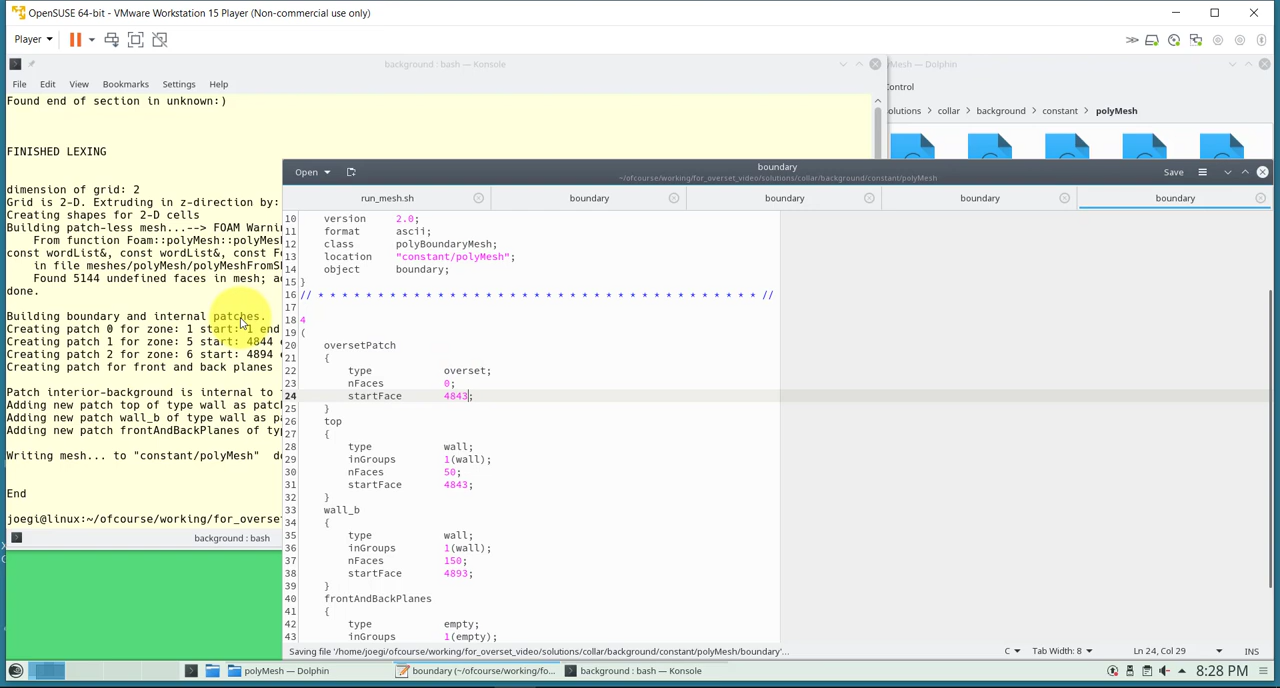 OpenSUSE 64-bit - VMware Workstation 15 Player (Non-commercial use only)
Player
background : bash — Konsole
Mesh — Dolphin
File Edit View Bookmarks Settings Help
ontrol
olutions > collar > background > constant > polyMesh
Found end of section in unknown:)
FINISHED LEXING
dimension of grid: 2
Grid is 2-D. Extruding in z-direction by:
Creating shapes for 2-D cells
Building patch-less mesh...--> FOAM Warnin
From function Foam::polyMesh::polyMes
const wordList&, const wordList&, const F
in file meshes/polyMesh/polyMeshFromS
Found 5144 undefined faces in mesh; a
done.
Building boundary and internal patches.
Creating patch 0 for zone: 1 start: 1 end
Creating patch 1 for zone: 5 start: 4844 e
Creating patch 2 for zone: 6 start: 4894 e
Creating patch for front and back planes
Patch interior-background is internal to
Adding new patch top of type wall as patc
Adding new patch wall_b of type wall as pa
Adding new patch frontAndBackPlanes of typ
Writing mesh... to "constant/polyMesh" d
End
joegi@linux:~/ofcourse/working/for_overse
background : bash
Open
boundary
~/ofcourse/working/for_overset_video/solutions/collar/background/constant/polyMesh
Save
run_mesh.sh boundary boundary boundary boundary
10 version 2.0;
11 format ascii;
12 class polyBoundaryMesh;
13 location "constant/polyMesh";
14 object boundary;
15 }
16 // * * * * * * * * * * * * * * * * * * * * * * * * * * * * * * * * * * * * * //
17
18 4
19 (
20 oversetPatch
21 {
22 type overset;
23 nFaces 0;
24 startFace 4843;
25 }
26 top
27 {
28 type wall;
29 inGroups 1(wall);
30 nFaces 50;
31 startFace 4843;
32 }
33 wall_b
34 {
35 type wall;
36 inGroups 1(wall);
37 nFaces 150;
38 startFace 4893;
39 }
40 frontAndBackPlanes
41 {
42 type empty;
43 inGroups 1(empty);
Saving file '/home/joegi/ofcourse/working/for_overset_video/solutions/collar/background/constant/polyMesh/boundary'...
C Tab Width: 8 Ln 24, Col 29 INS
polyMesh — Dolphin
boundary (~/ofcourse/working/fo...
background : bash — Konsole
8:28 PM